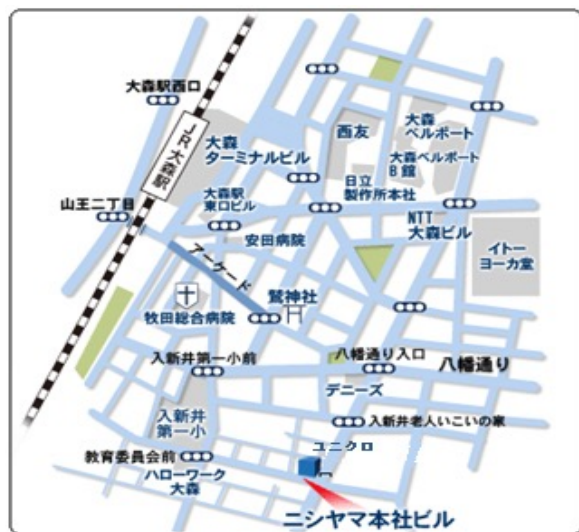 大森駅西口
JR大森駅
大森
ターミナルビル
西友
大森
ベルポート
大森ベルポート
B館
日立
製作所本社
山王二丁目
大森駅
東口ビル
安田病院
NTT
大森ビル
イトー
ヨーカ堂
アーケード
鷲神社
牧田総合病院
入新井第一小前
八幡通り入口
八幡通り
デニーズ
入新井
第一小
入新井老人いこいの家
ユニクロ
教育委員会前
ハローワーク
大森
ニシヤマ本社ビル